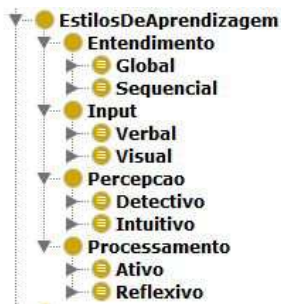 EstilosDeAprendizagem
Entendimento
Global
Sequencial
Input
Verbal
Visual
Percepcao
Detectivo
Intuitivo
Processamento
Ativo
Reflexivo